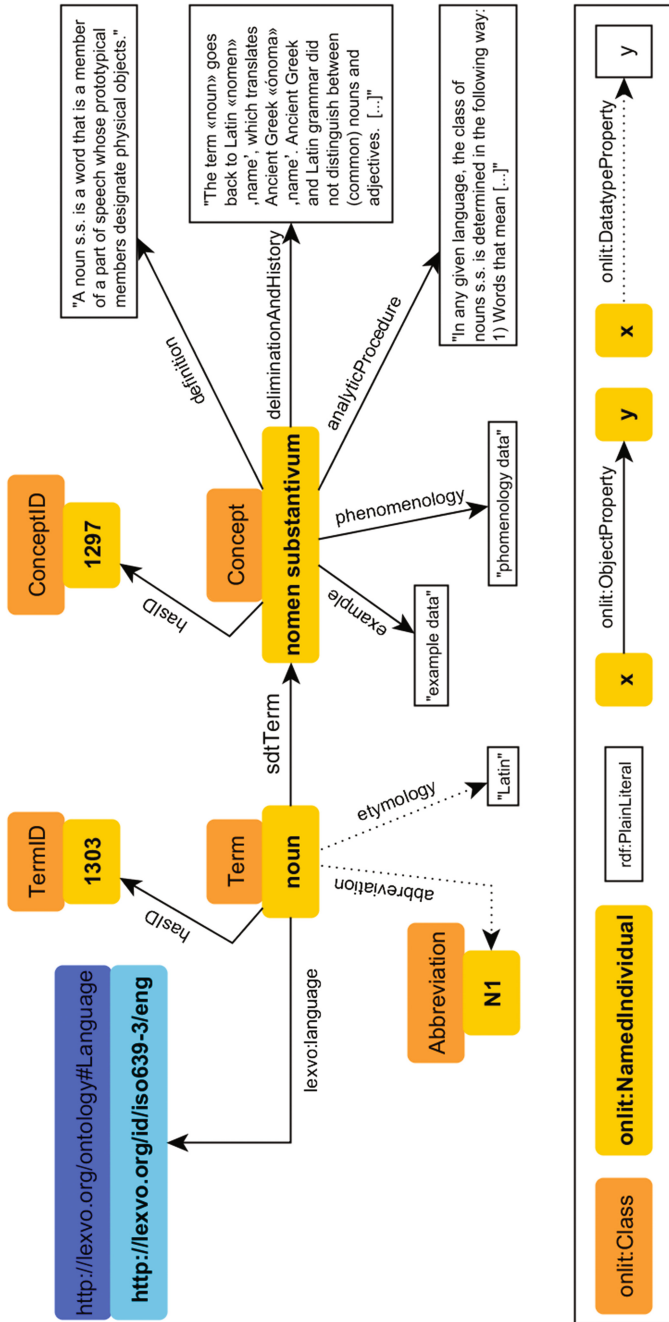 http://lexvo.org/ontology#Language
http://lexvo.org/id/iso639-3/eng
TermID
1303
ConceptID
1297
"A noun s.s. is a word that is a member
of a part of speech whose prototypical
members designate physical objects."
hasID
hasID
definition
lexvo:language
Term
noun
sdtTerm
Concept
nomen substantivum
deliminationAndHistory
"The term «noun» goes
back to Latin «nomen»
‚name’, which translates
Ancient Greek «ónoma»
‚name’. Ancient Greek
and Latin grammar did
not distinguish between
(common) nouns and
adjectives. [...]"
abbreviation
etymology
example
phenomenology
analyticProcedure
Abbreviation
N1
"Latin"
"example data"
"phomenology data"
"In any given language, the class of
nouns s.s. is determined in the following way:
1) Words that mean [...]"
onlit:Class
onlit:NamedIndividual
rdf:PlainLiteral
x
onlit:ObjectProperty
y
x
onlit:DatatypeProperty
y